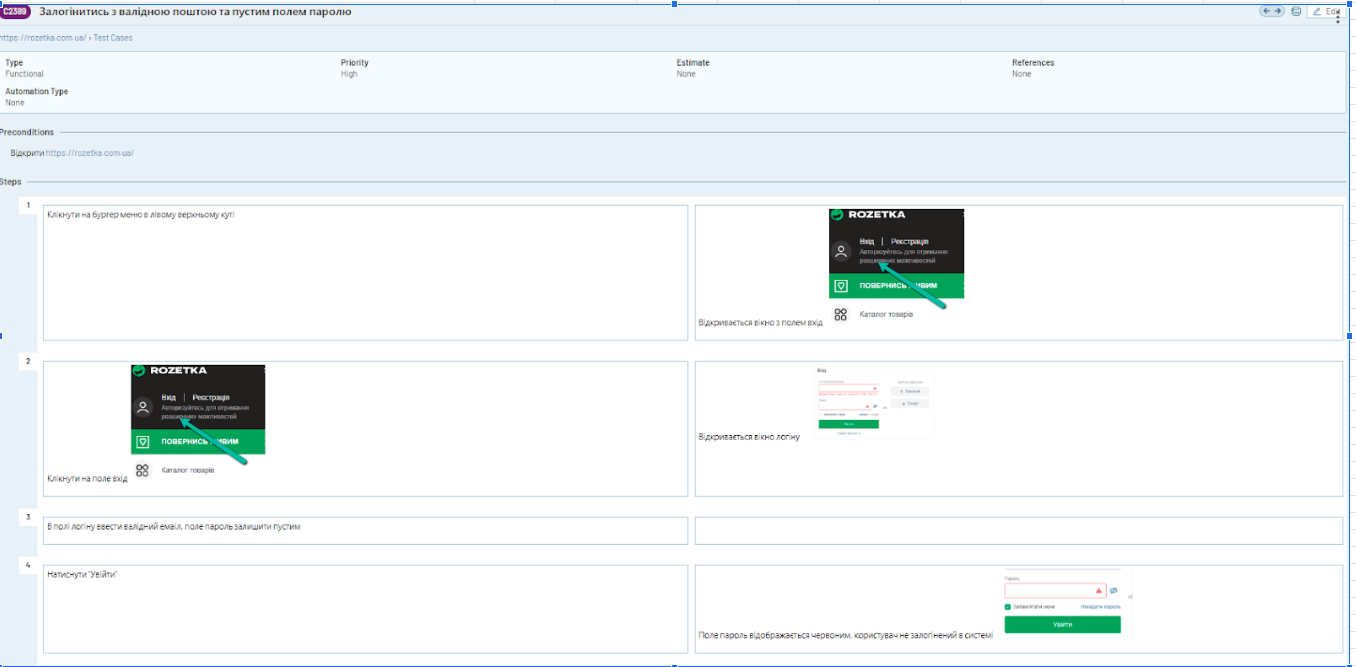 C2389 Залогінитись з валідною поштою та пустим полем паролю
Edit
https://rozetka.com.ua/ › Test Cases
Type Priority Estimate References
Functional High None None
Automation Type
None
Preconditions
Відкрити https://rozetka.com.ua/
Steps
1
Клікнути на бургер меню в лівому верхньому куті
ROZETKA
Вхід | Реєстрація
Авторизуйтесь для отримання
розширених можливостей
ПОВЕРНИСЬ ЖИВИМ
Каталог товарів
Відкривається вікно з полем вхід
2
ROZETKA
Вхід | Реєстрація
Авторизуйтесь для отримання
розширених можливостей
ПОВЕРНИСЬ ЖИВИМ
Каталог товарів
Клікнути на поле вхід
Вхід
Facebook
Google
Відкривається вікно логіну
3
В полі логіну ввести валідний емаіл, поле пароль залишити пустим
4
Натиснути "Увійти"
Пароль
Запам'ятати мене Нагадати пароль
Увійти
Поле пароль відображається червоним, користувач не залогінений в системі